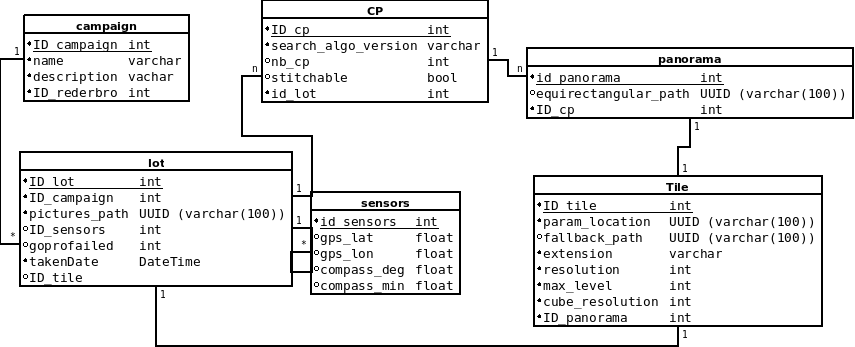 campaign
ID_campaign int
name varchar
description vachar
ID_rederbro int
1
CP
ID_cp int
search_algo_version varchar
nb_cp int
stitchable bool
id_lot int
n
1
n
panorama
id_panorama int
equirectangular_path UUID (varchar(100))
ID_cp int
1
lot
ID_lot int
ID_campaign int
pictures_path UUID (varchar(100))
ID_sensors int
goprofailed int
takenDate DateTime
ID_tile
*
1
1
*
1
sensors
id_sensors int
gps_lat float
gps_lon float
compass_deg float
compass_min float
1
Tile
ID_tile int
param_location UUID (varchar(100))
fallback_path UUID (varchar(100))
extension varchar
resolution int
max_level int
cube_resolution int
ID_panorama int
1